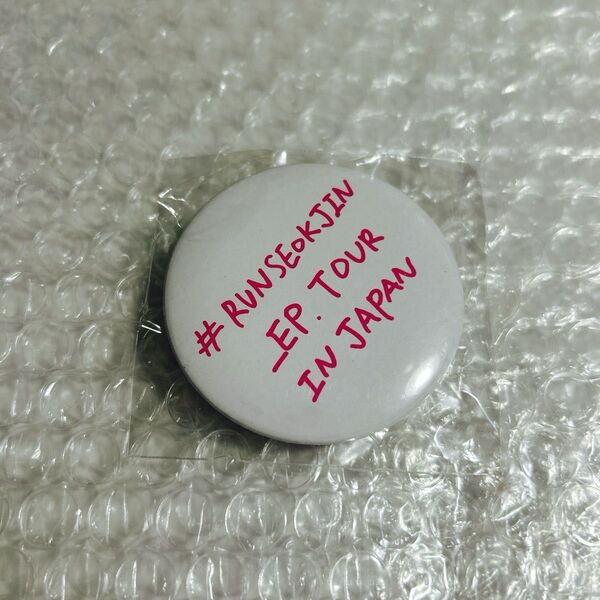 # RUNSEOKJIN
_EP. TOUR
IN JAPAN